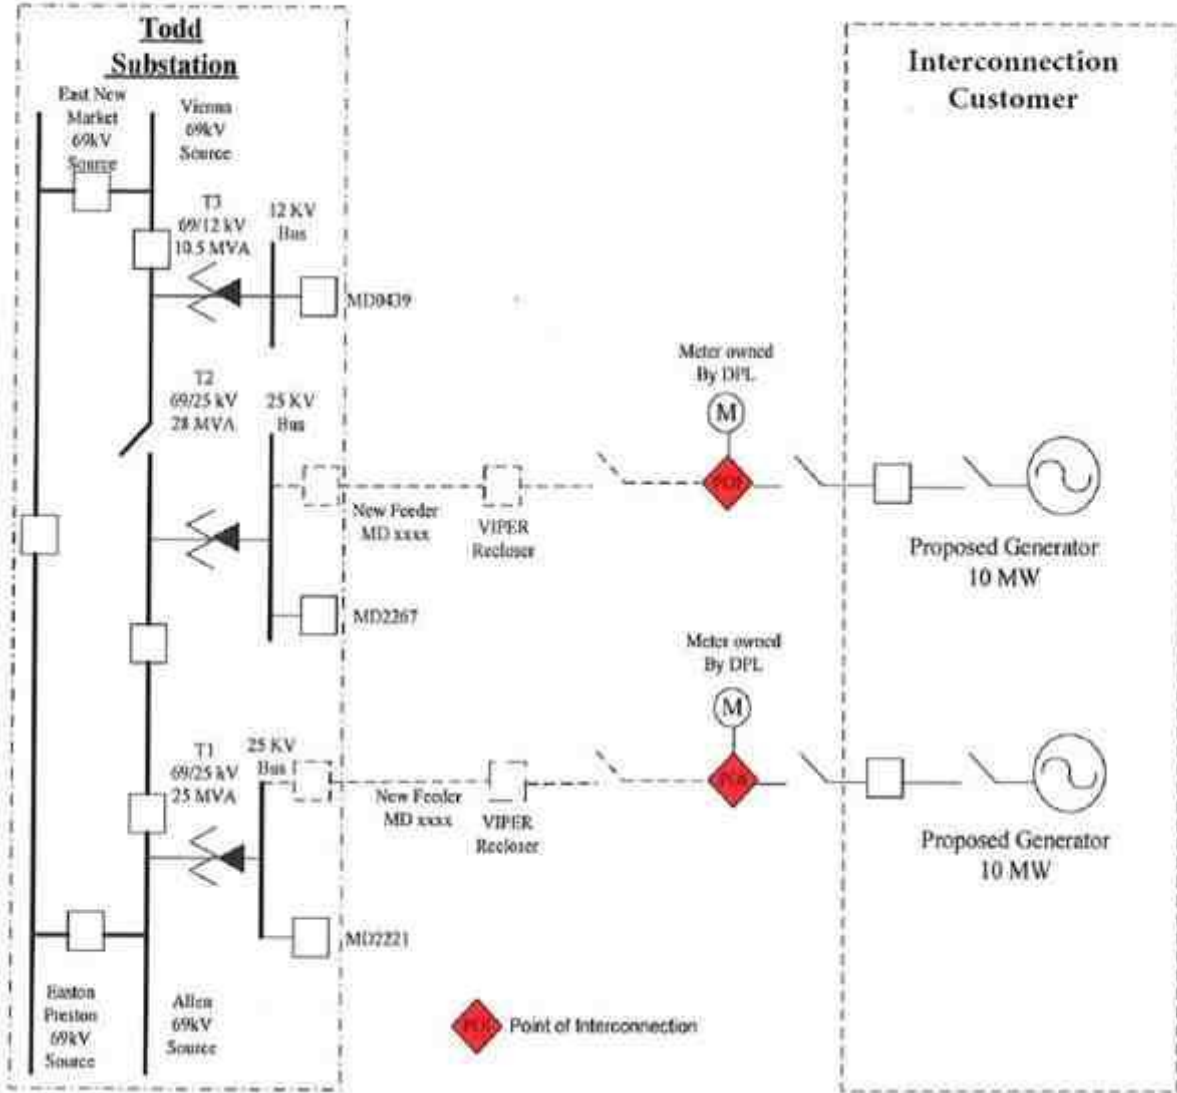 Todd
Substation
East New
Market
69kV
Source
Vienna
69kV
Source
T3
69/12 kV
10.5 MVA
12 KV
Bus
MD0439
T2
69/25 kV
28 MVA
25 KV
Bus
New Feeder
MD xxxx
VIPER
Recloser
MD2267
T1
69/25 kV
25 MVA
25 KV
Bus
New Feeder
MD xxxx
VIPER
Recloser
MD2221
Easton
Preston
69kV
Source
Allen
69kV
Source
Meter owned
By DPL
M
POI
Meter owned
By DPL
M
POI
POI
Point of Interconnection
Interconnection
Customer
Proposed Generator
10 MW
Proposed Generator
10 MW